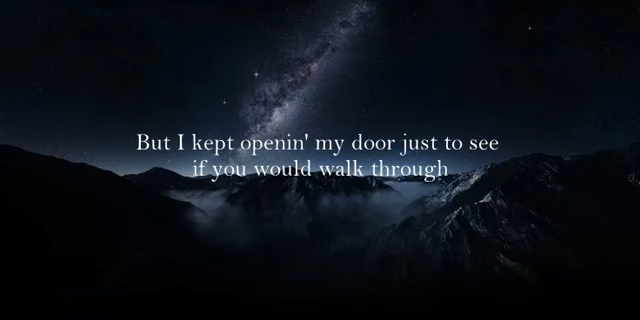 But I kept openin' my door just to see
if you would walk through